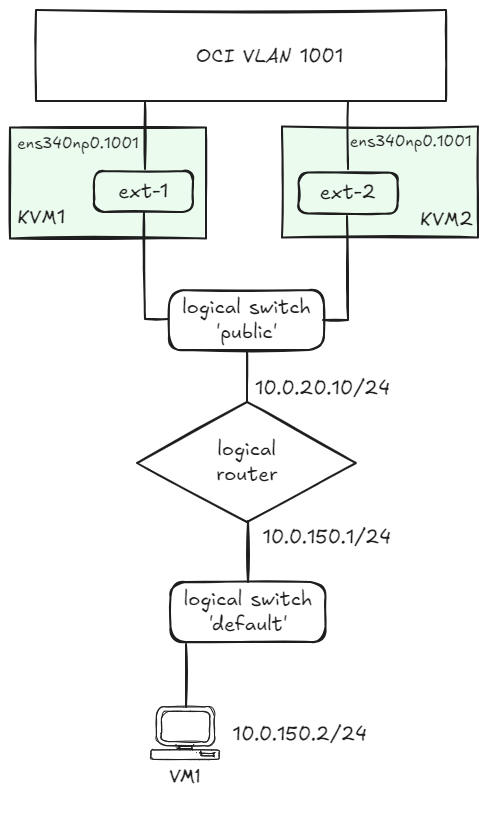 OCI VLAN 1001
ens340np0.1001
ens340np0.1001
ext-1
ext-2
KVM1
KVM2
logical switch
'public'
10.0.20.10/24
logical
router
10.0.150.1/24
logical switch
'default'
10.0.150.2/24
VM1